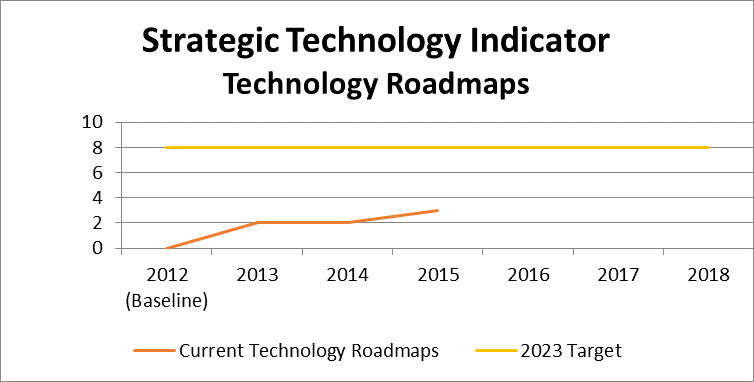 Strategic Technology Indicator
Technology Roadmaps
10
8
6
4
2
0
2012 2013 2014 2015 2016 2017 2018
(Baseline)
Current Technology Roadmaps 2023 Target